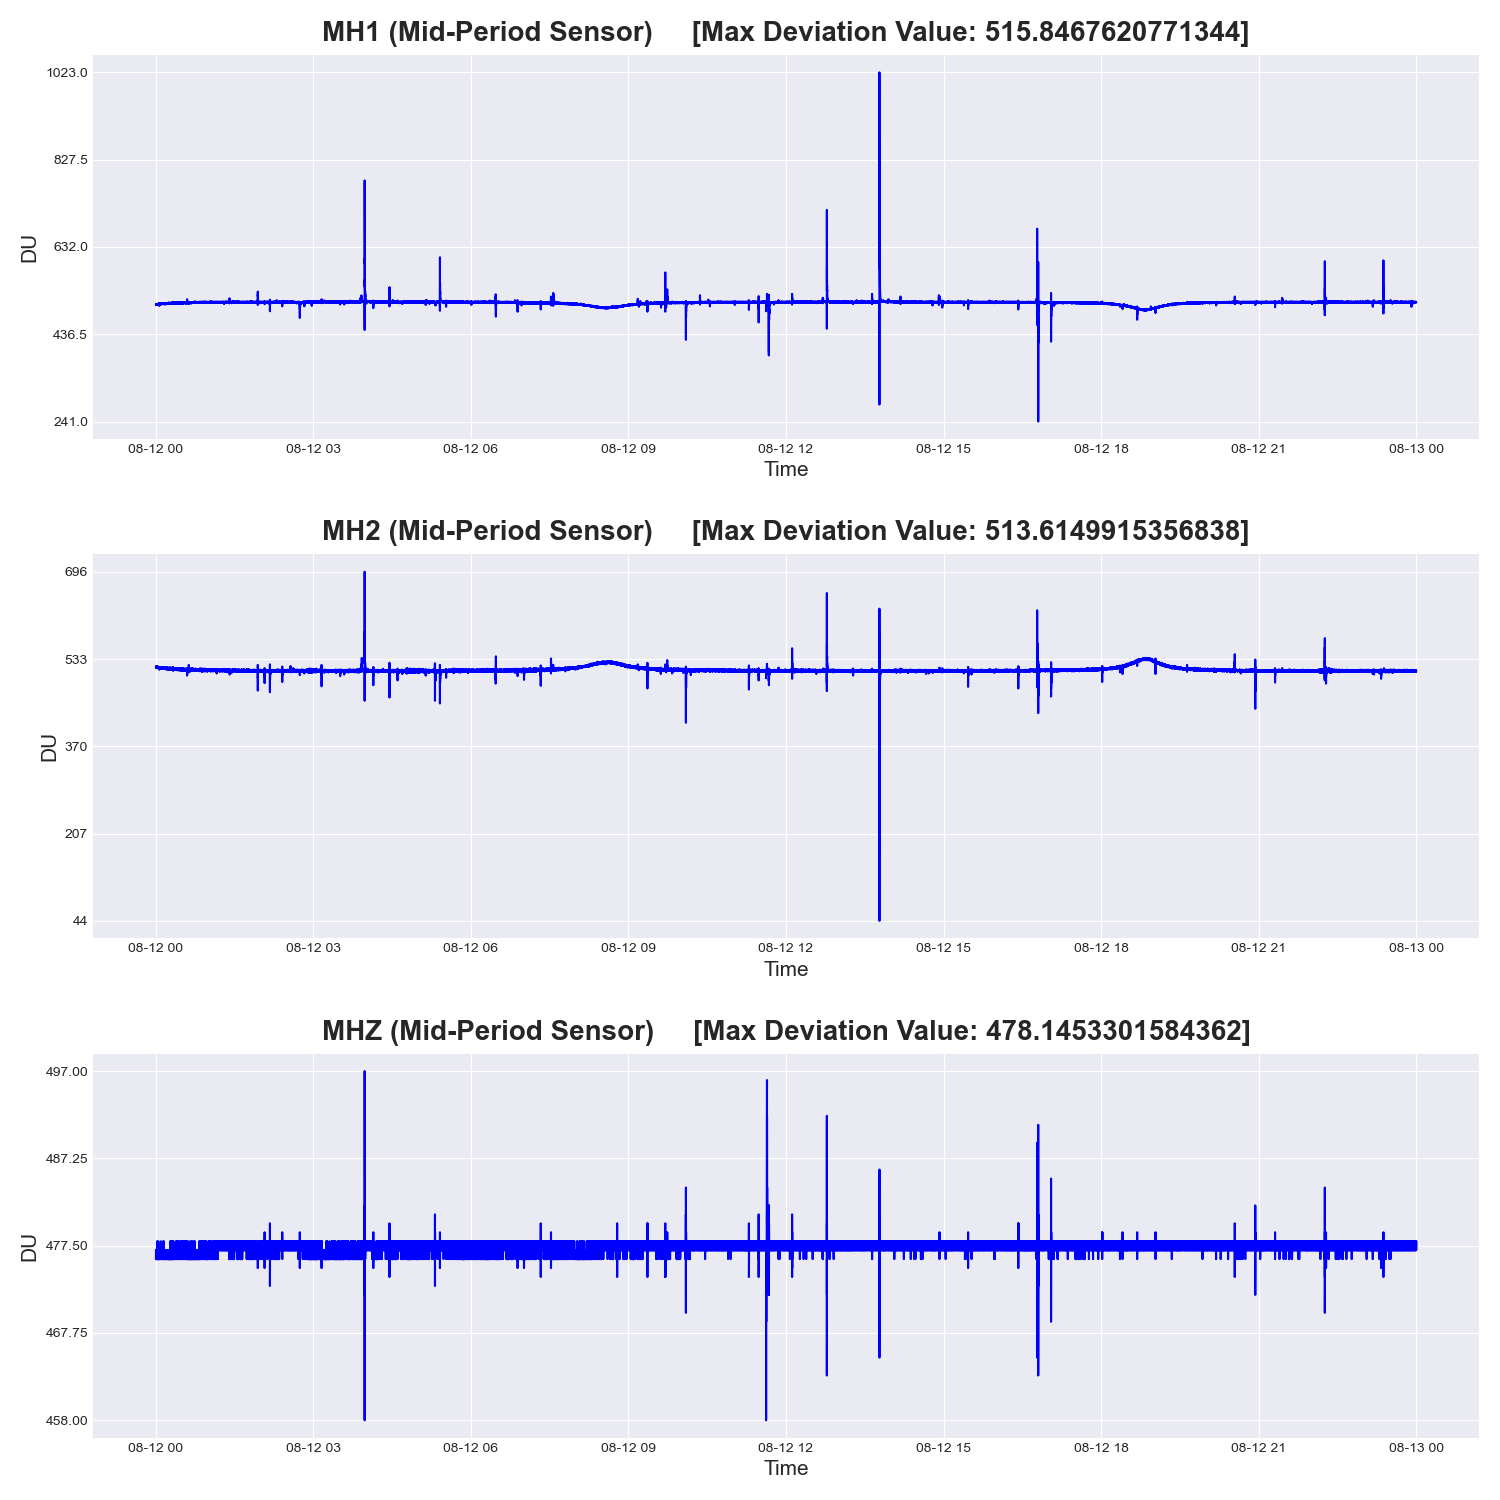 MH1 (Mid-Period Sensor) [Max Deviation Value: 515.8467620771344]
1023.0
827.5
632.0
436.5
241.0
DU
08-12 00 08-12 03 08-12 06 08-12 09 08-12 12 08-12 15 08-12 18 08-12 21 08-13 00
Time
MH2 (Mid-Period Sensor) [Max Deviation Value: 513.6149915356838]
696
533
370
207
44
DU
08-12 00 08-12 03 08-12 06 08-12 09 08-12 12 08-12 15 08-12 18 08-12 21 08-13 00
Time
MHZ (Mid-Period Sensor) [Max Deviation Value: 478.1453301584362]
497.00
487.25
477.50
467.75
458.00
DU
08-12 00 08-12 03 08-12 06 08-12 09 08-12 12 08-12 15 08-12 18 08-12 21 08-13 00
Time